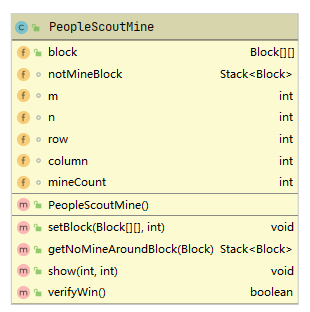 C PeopleScoutMine
f block Block[][]
f notMineBlock Stack<Block>
f m int
f n int
f row int
f column int
f mineCount int
m PeopleScoutMine()
m setBlock(Block[][], int) void
m getNoMineAroundBlock(Block) Stack<Block>
m show(int, int) void
m verifyWin() boolean